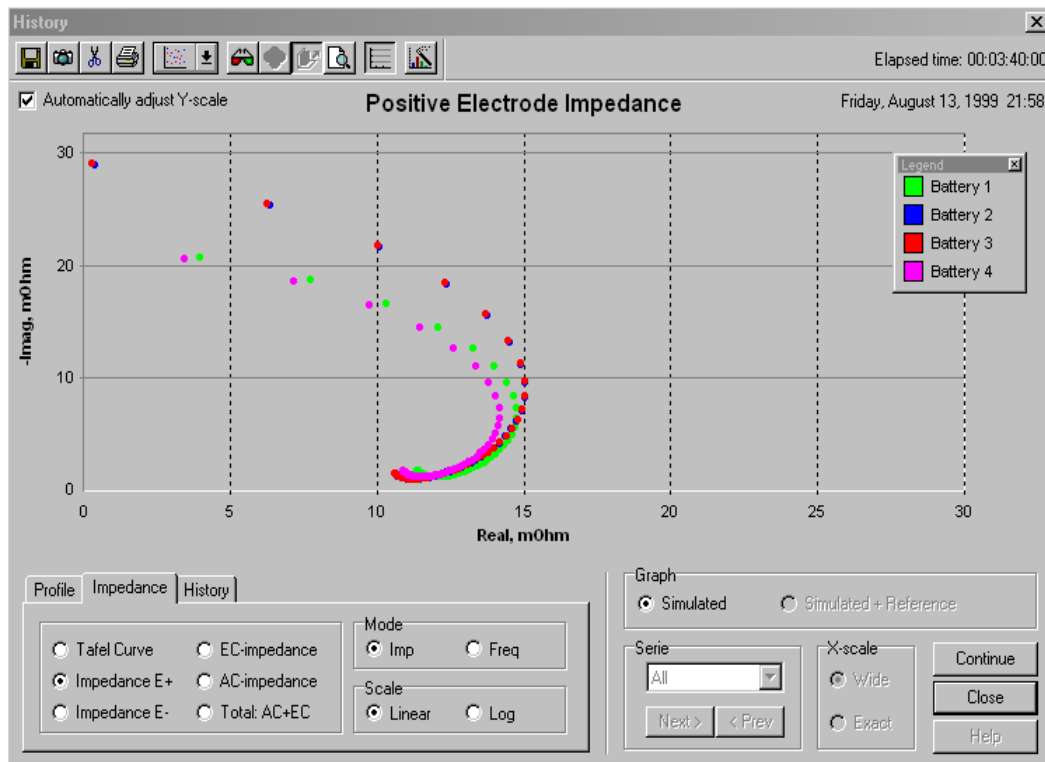 History
Elapsed time: 00:03:40:00
Automatically adjust Y-scale
Positive Electrode Impedance
Friday, August 13, 1999 21:58
30
20
10
0
-Imag, mOhm
0 5 10 15 20 25 30
Real, mOhm
Legend
Battery 1
Battery 2
Battery 3
Battery 4
Profile Impedance History
Tafel Curve
Impedance E+
Impedance E-
EC-impedance
AC-impedance
Total: AC+EC
Mode
Imp Freq
Scale
Linear Log
Graph
Simulated Simulated + Reference
Serie
All
Next > < Prev
X-scale
Wide
Exact
Continue
Close
Help